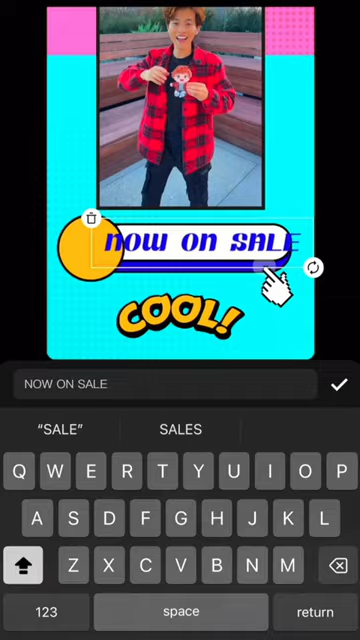 NOW ON SALE
COOL!
NOW ON SALE
“SALE”
SALES
Q W E R T Y U I O P
A S D F G H J K L
Z X C V B N M
123 space return